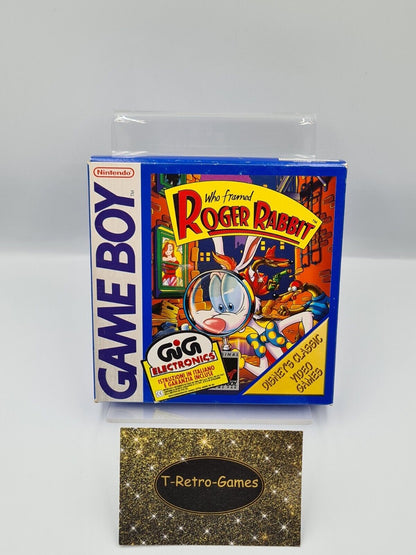 Nintendo
GAME BOY
Who framed
ROGER RABBIT
GIG
ELECTRONICS
ISTRUZIONI IN ITALIANO
E GARANZIA INCLUSE
DISNEY'S CLASSIC
VIDEO
GAMES
T-Retro-Games